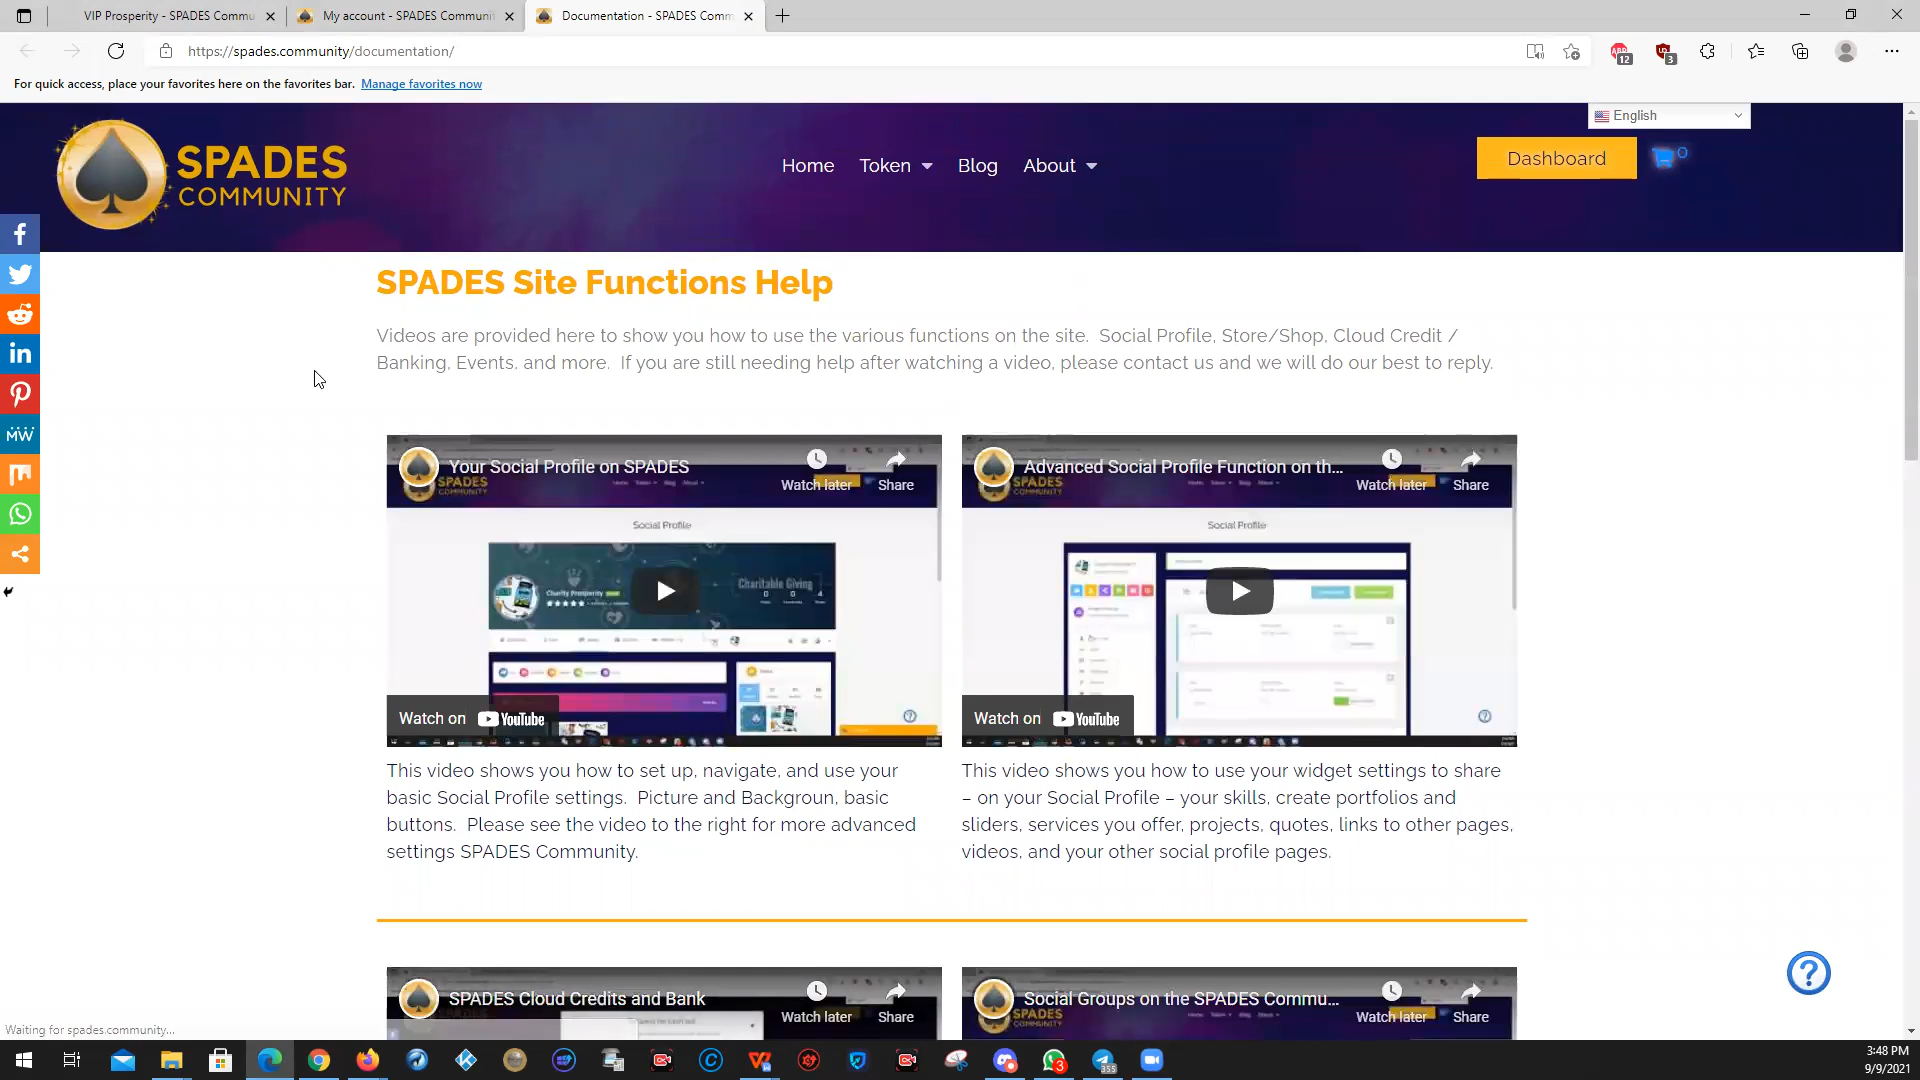 VIP Prosperity - SPADES Commu
My account - SPADES Communit
Documentation - SPADES Comm
https://spades.community/documentation/
12
3
For quick access, place your favorites here on the favorites bar. Manage favorites now
English
SPADES
COMMUNITY
Home
Token
Blog
About
Dashboard
0
SPADES Site Functions Help
Videos are provided here to show you how to use the various functions on the site. Social Profile, Store/Shop, Cloud Credit /
Banking, Events, and more. If you are still needing help after watching a video, please contact us and we will do our best to reply.
MW
Your Social Profile on SPADES
Watch later
Share
Social Profile
Charitable Giving
Charity Prosperity
Watch on YouTube
Advanced Social Profile Function on th...
Watch later
Share
Social Profile
Watch on YouTube
This video shows you how to set up, navigate, and use your
basic Social Profile settings. Picture and Backgroun, basic
buttons. Please see the video to the right for more advanced
settings SPADES Community.
This video shows you how to use your widget settings to share
– on your Social Profile – your skills, create portfolios and
sliders, services you offer, projects, quotes, links to other pages,
videos, and your other social profile pages.
SPADES Cloud Credits and Bank
Watch later
Share
Social Groups on the SPADES Commu...
Watch later
Share
SPADES
COMMUNITY
?
Waiting for spades.community...
3
355
3:48 PM
9/9/2021